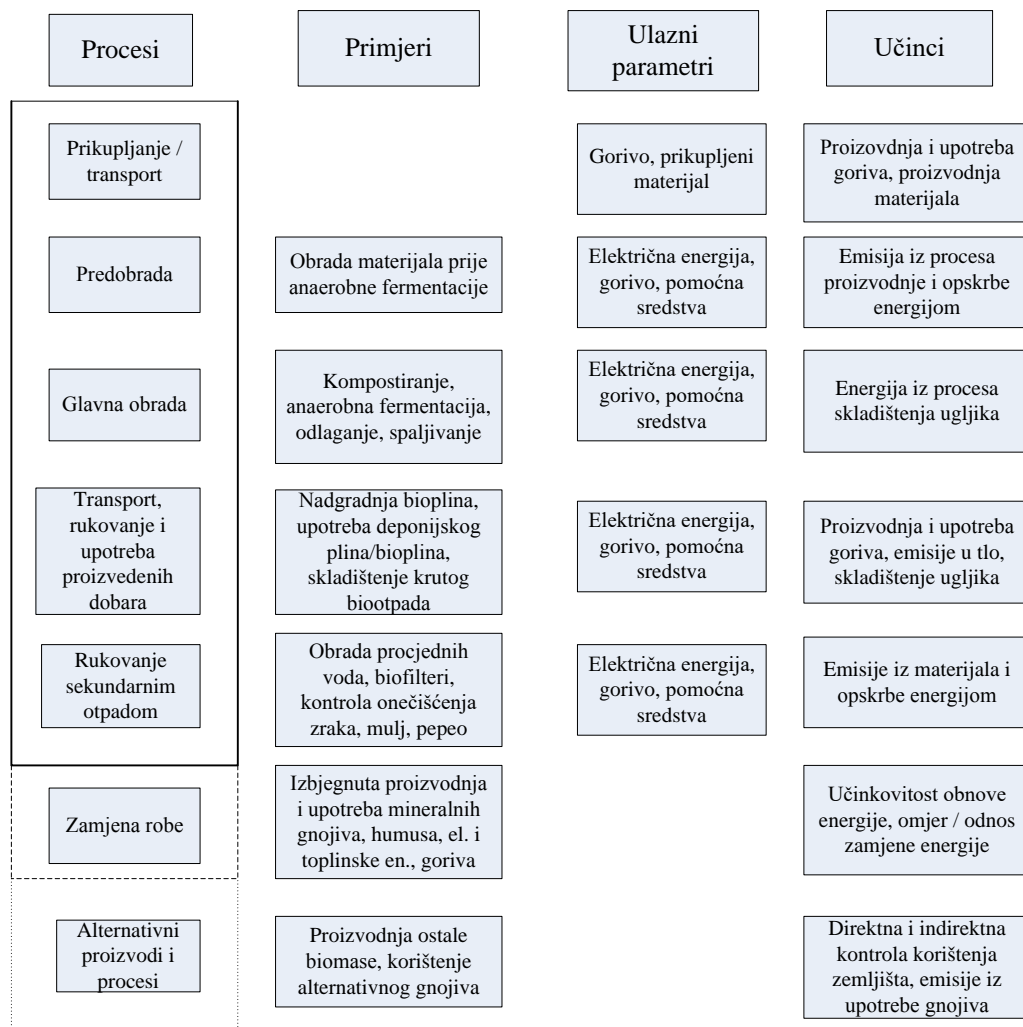 Procesi
Primjeri
Ulazni
parametri
Učinci
Prikupljanje /
transport
Gorivo, prikupljeni
materijal
Proizovdnja i upotreba
goriva, proizvodnja
materijala
Predobrada
Obrada materijala prije
anaerobne fermentacije
Električna energija,
gorivo, pomoćna
sredstva
Emisija iz procesa
proizvodnje i opskrbe
energijom
Glavna obrada
Kompostiranje,
anaerobna fermentacija,
odlaganje, spaljivanje
Električna energija,
gorivo, pomoćna
sredstva
Energija iz procesa
skladištenja ugljika
Transport,
rukovanje i
upotreba
proizvedenih
dobara
Nadgradnja bioplina,
upotreba deponijskog
plina/bioplina,
skladištenje krutog
biootpada
Električna energija,
gorivo, pomoćna
sredstva
Proizvodnja i upotreba
goriva, emisije u tlo,
skladištenje ugljika
Rukovanje
sekundarnim
otpadom
Obrada procjednih
voda, biofilteri,
kontrola onečišćenja
zraka, mulj, pepeo
Električna energija,
gorivo, pomoćna
sredstva
Emisije iz materijala i
opskrbe energijom
Zamjena robe
Izbjegnuta proizvodnja
i upotreba mineralnih
gnojiva, humusa, el. i
toplinske en., goriva
Učinkovitost obnove
energije, omjer / odnos
zamjene energije
Alternativni
proizvodi i
procesi
Proizvodnja ostale
biomase, korištenje
alternativnog gnojiva
Direktna i indirektna
kontrola korištenja
zemljišta, emisije iz
upotrebe gnojiva